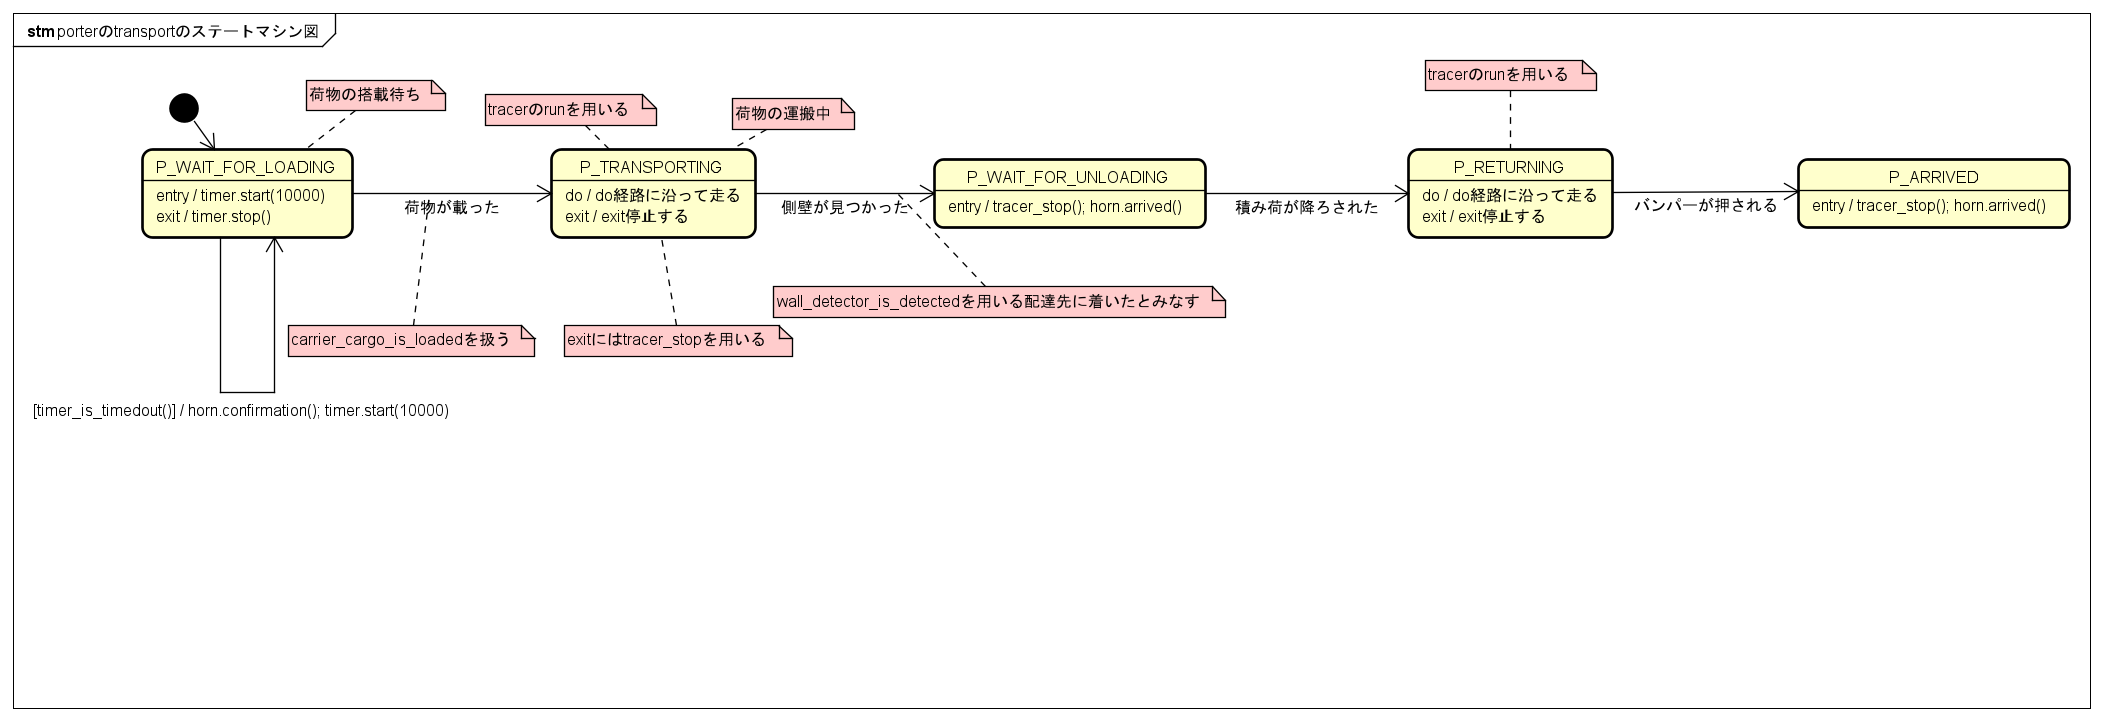 stm porterのtransportのステートマシン図
荷物の搭載待ち
tracerのrunを用いる
荷物の運搬中
tracerのrunを用いる
P_WAIT_FOR_LOADING
entry / timer.start(10000)
exit / timer.stop()
荷物が載った
P_TRANSPORTING
do / do経路に沿って走る
exit / exit停止する
側壁が見つかった
P_WAIT_FOR_UNLOADING
entry / tracer_stop(); horn.arrived()
積み荷が降ろされた
P_RETURNING
do / do経路に沿って走る
exit / exit停止する
バンパーが押される
P_ARRIVED
entry / tracer_stop(); horn.arrived()
wall_detector_is_detectedを用いる配達先に着いたとみなす
carrier_cargo_is_loadedを扱う
exitにはtracer_stopを用いる
[timer_is_timedout()] / horn.confirmation(); timer.start(10000)